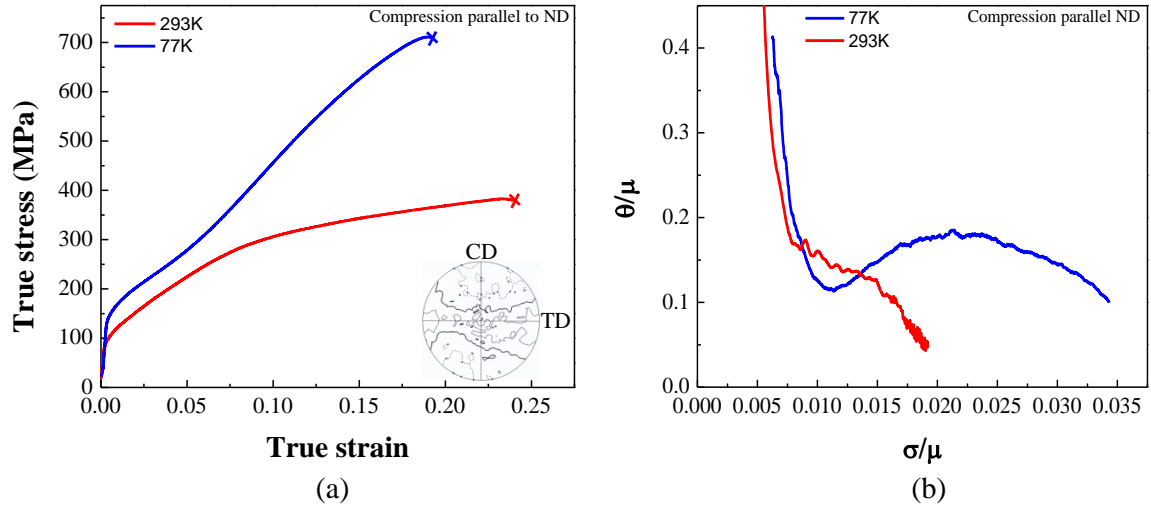 Compression parallel to ND
293K
77K
700
600
500
400
300
200
100
0
True stress (MPa)
0.00
0.05
0.10
0.15
0.20
0.25
True strain
CD
TD
(a)
Compression parallel ND
77K
293K
0.4
0.3
0.2
0.1
0.0
θ/μ
0.000
0.005
0.010
0.015
0.020
0.025
0.030
0.035
σ/μ
(b)